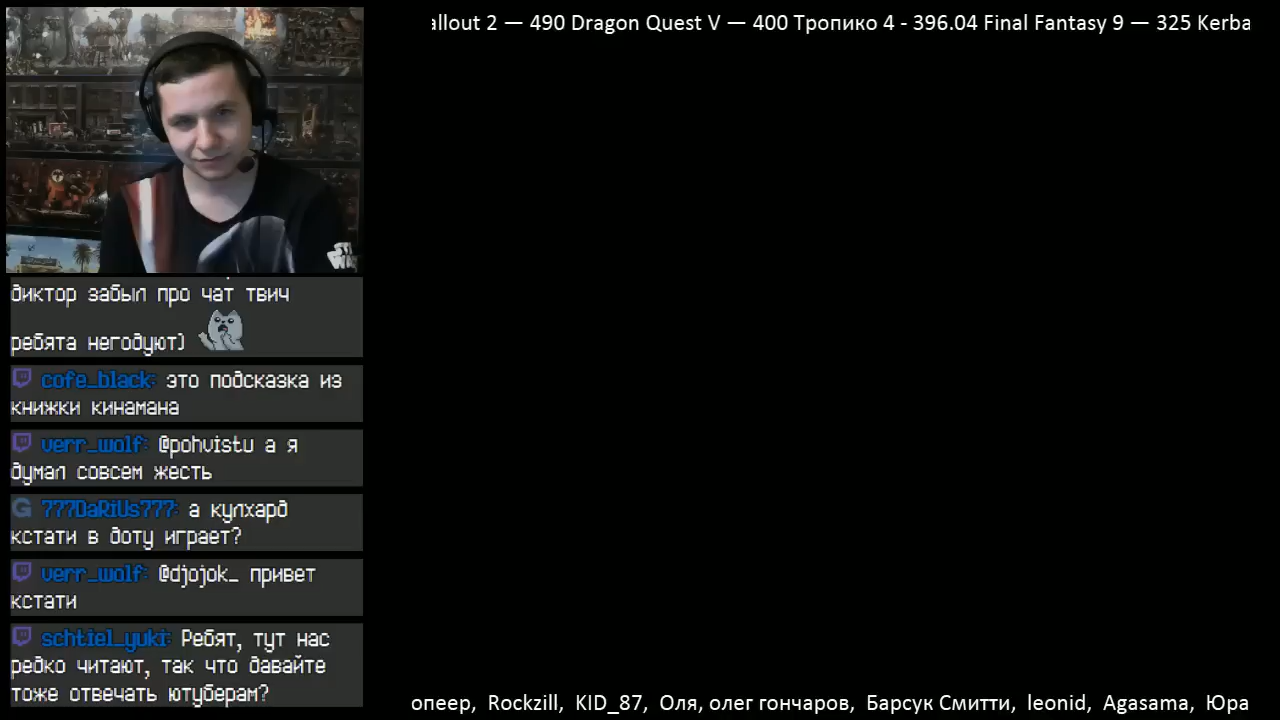 allout 2 — 490 Dragon Quest V — 400 Тропико 4 - 396.04 Final Fantasy 9 — 325 Kerba
диктор забыл про чат твич
ребята негодуют)
cofe_black: это подсказка из
книжки кинамана
verr_wolf: @pohvistu а я
думал совсем жесть
G 777DaRiUs777: а кулхард
кстати в доту играет?
verr_wolf: @djojok_ привет
кстати
schtiel_yuki: Ребят, тут нас
редко читают, так что давайте
тоже отвечать ютуберам?
опеер, Rockzill, KID_87, Оля, олег гончаров, Барсук Смитти, leonid, Agasama, Юра